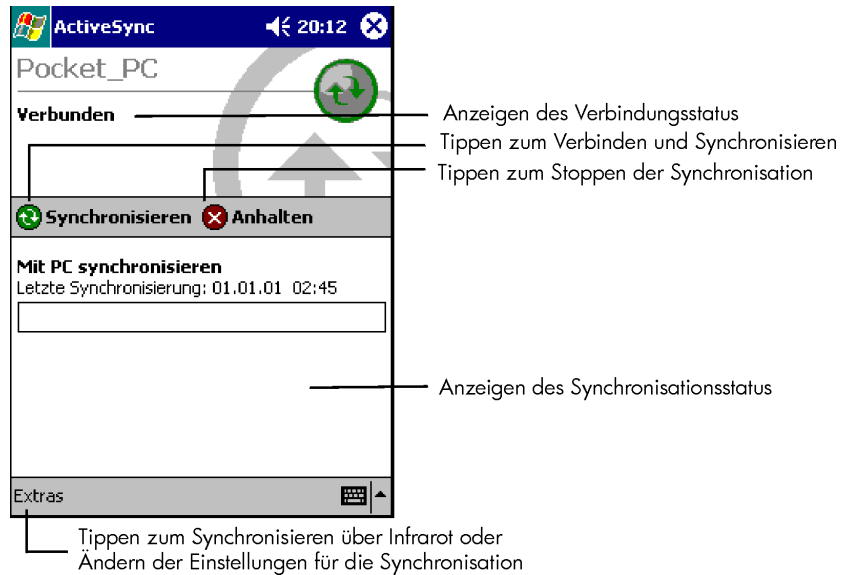 ActiveSync 20:12
Pocket_PC
Verbunden
Anzeigen des Verbindungsstatus
Tippen zum Verbinden und Synchronisieren
Tippen zum Stoppen der Synchronisation
Synchronisieren Anhalten
Mit PC synchronisieren
Letzte Synchronisierung: 01.01.01 02:45
Anzeigen des Synchronisationsstatus
Extras
Tippen zum Synchronisieren über Infrarot oder
Ändern der Einstellungen für die Synchronisation